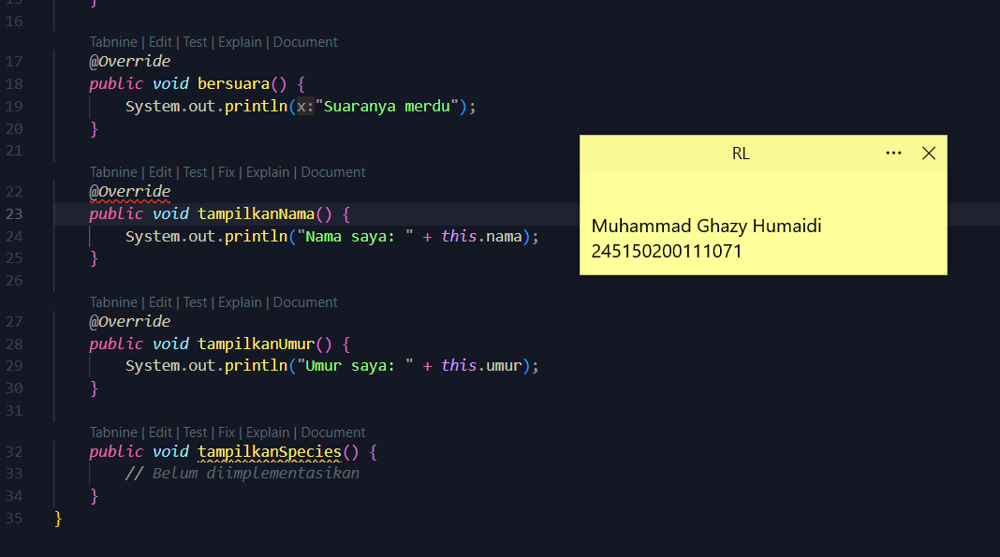 15 }
16
Tabnine | Edit | Test | Explain | Document
17 @Override
18 public void bersuara() {
19 System.out.println(x:"Suaranya merdu");
20 }
21
Tabnine | Edit | Test | Fix | Explain | Document
22 @Override
23 public void tampilkanNama() {
24 System.out.println("Nama saya: " + this.nama);
25 }
26
Tabnine | Edit | Test | Explain | Document
27 @Override
28 public void tampilkanUmur() {
29 System.out.println("Umur saya: " + this.umur);
30 }
31
Tabnine | Edit | Test | Fix | Explain | Document
32 public void tampilkanSpecies() {
33 // Belum diimplementasikan
34 }
35 }
RL
Muhammad Ghazy Humaidi
245150200111071